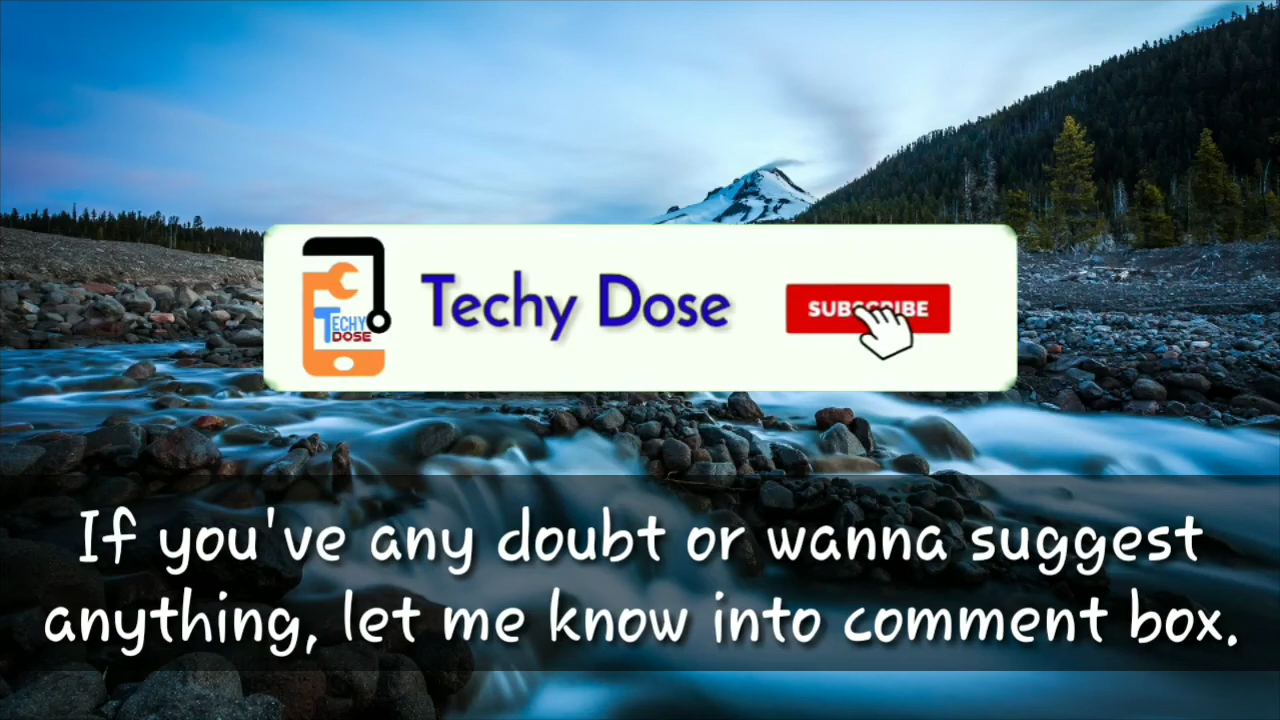 TECHY
DOSE
Techy Dose
SUBSCRIBE
If you've any doubt or wanna suggest
anything, let me know into comment box.